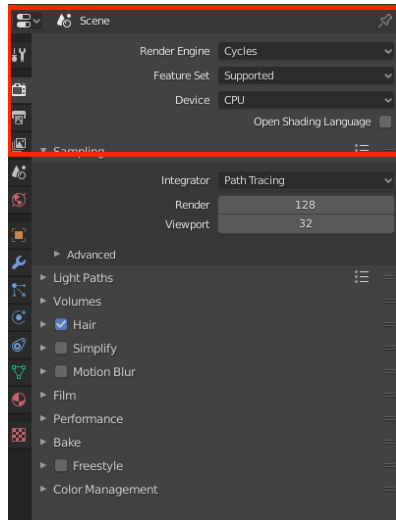 Scene
Render Engine Cycles
Feature Set Supported
Device CPU
Open Shading Language
Sampling
Integrator Path Tracing
Render 128
Viewport 32
Advanced
Light Paths
Volumes
Hair
Simplify
Motion Blur
Film
Performance
Bake
Freestyle
Color Management